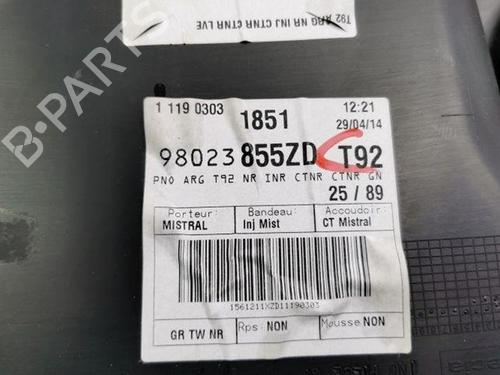 T92 ARG NR INJ CTNR CTNR LVE
B-PARTS
1 119 0303
1851
12:21
29/04/14
98023 855ZD T92
PNO ARG T92 NR INR CTNR CTNR GN
25 / 89
Porteur: Bandeau: Accoudoir:
MISTRAL Inj Mist CT Mistral
1561211XZD11190303
GR TW NR Rps: NON Mousse NON